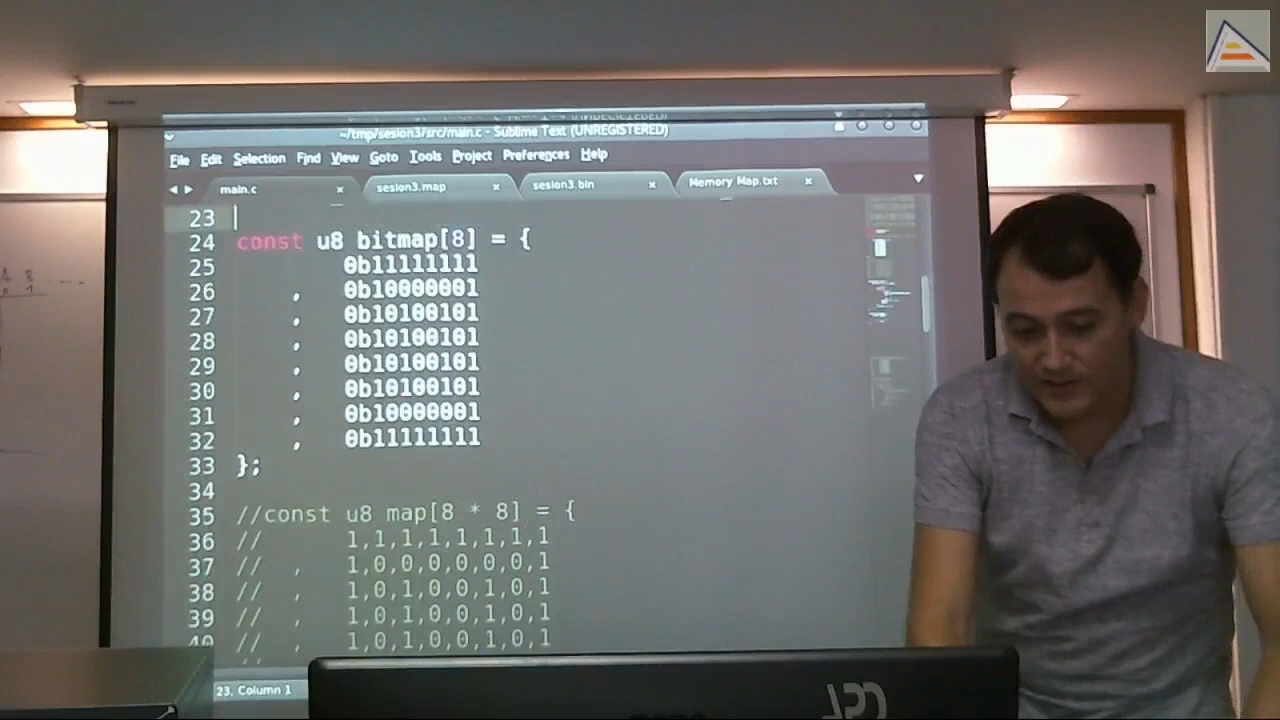 ~/tmp/sesion3/src/main.c - Sublime Text (UNREGISTERED)
File Edit Selection Find View Goto Tools Project Preferences Help
main.c × sesion3.map × sesion3.bin × Memory Map.txt ×
23
24 const u8 bitmap[8] = {
25 0b11111111
26 , 0b10000001
27 , 0b10100101
28 , 0b10100101
29 , 0b10100101
30 , 0b10100101
31 , 0b10000001
32 , 0b11111111
33 };
34
35 //const u8 map[8 * 8] = {
36 // 1,1,1,1,1,1,1,1
37 // , 1,0,0,0,0,0,0,1
38 // , 1,0,1,0,0,1,0,1
39 // , 1,0,1,0,0,1,0,1
40 // , 1,0,1,0,0,1,0,1
23, Column 1